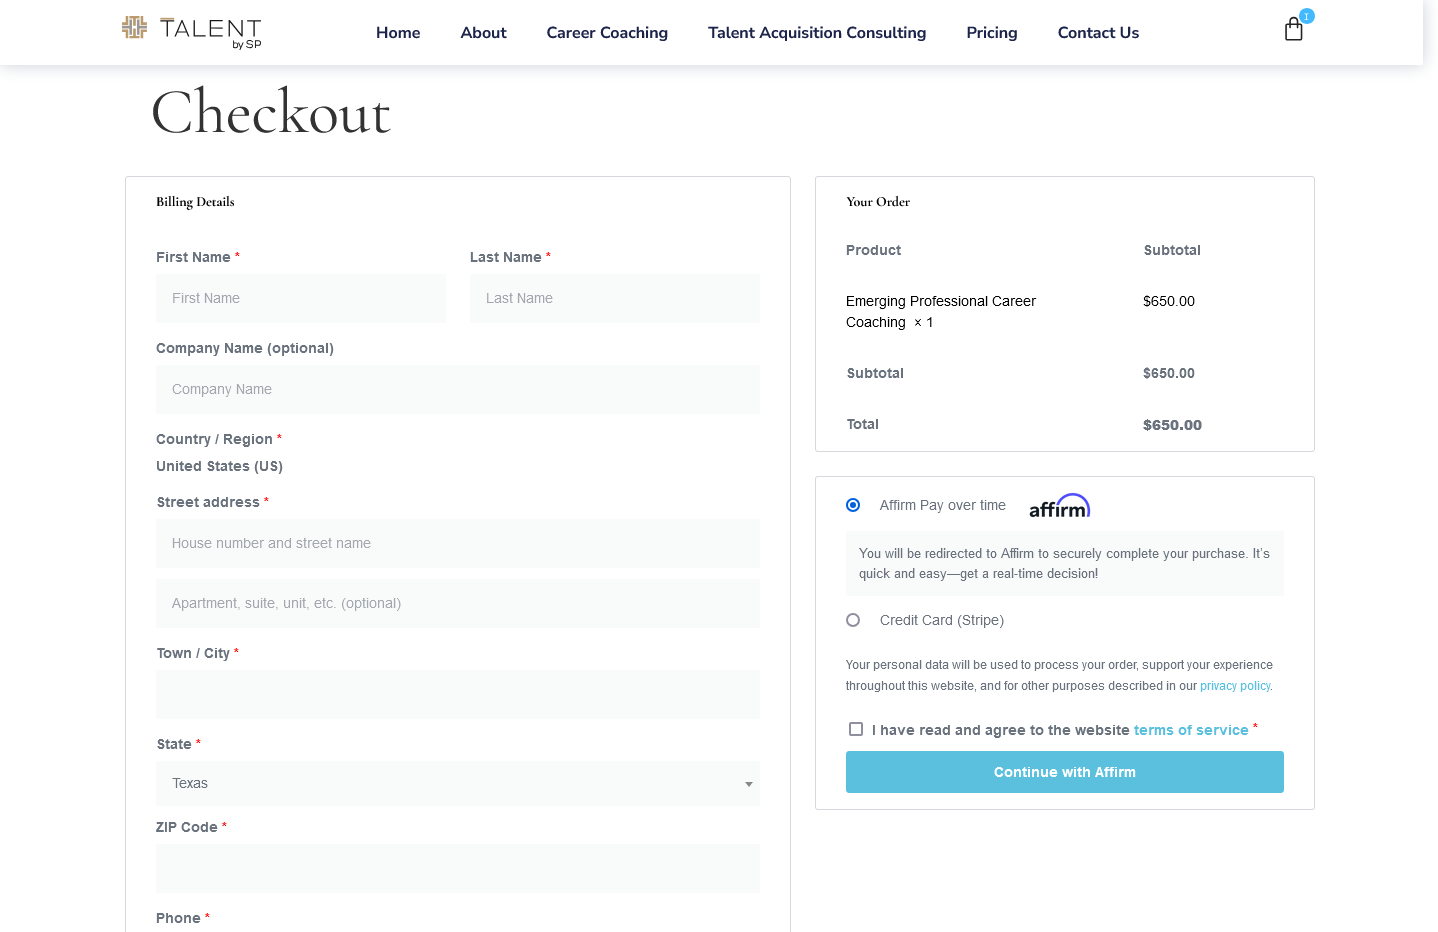 TALENT
by SP
Home
About
Career Coaching
Talent Acquisition Consulting
Pricing
Contact Us
1
Checkout
Billing Details
First Name *
Last Name *
First Name
Last Name
Company Name (optional)
Company Name
Country / Region *
United States (US)
Street address *
House number and street name
Apartment, suite, unit, etc. (optional)
Town / City *
State *
Texas
ZIP Code *
Phone *
Your Order
Product
Subtotal
Emerging Professional Career
Coaching × 1
$650.00
Subtotal
$650.00
Total
$650.00
Affirm Pay over time
affirm
You will be redirected to Affirm to securely complete your purchase. It's
quick and easy—get a real-time decision!
Credit Card (Stripe)
Your personal data will be used to process your order, support your experience
throughout this website, and for other purposes described in our privacy policy.
I have read and agree to the website terms of service *
Continue with Affirm